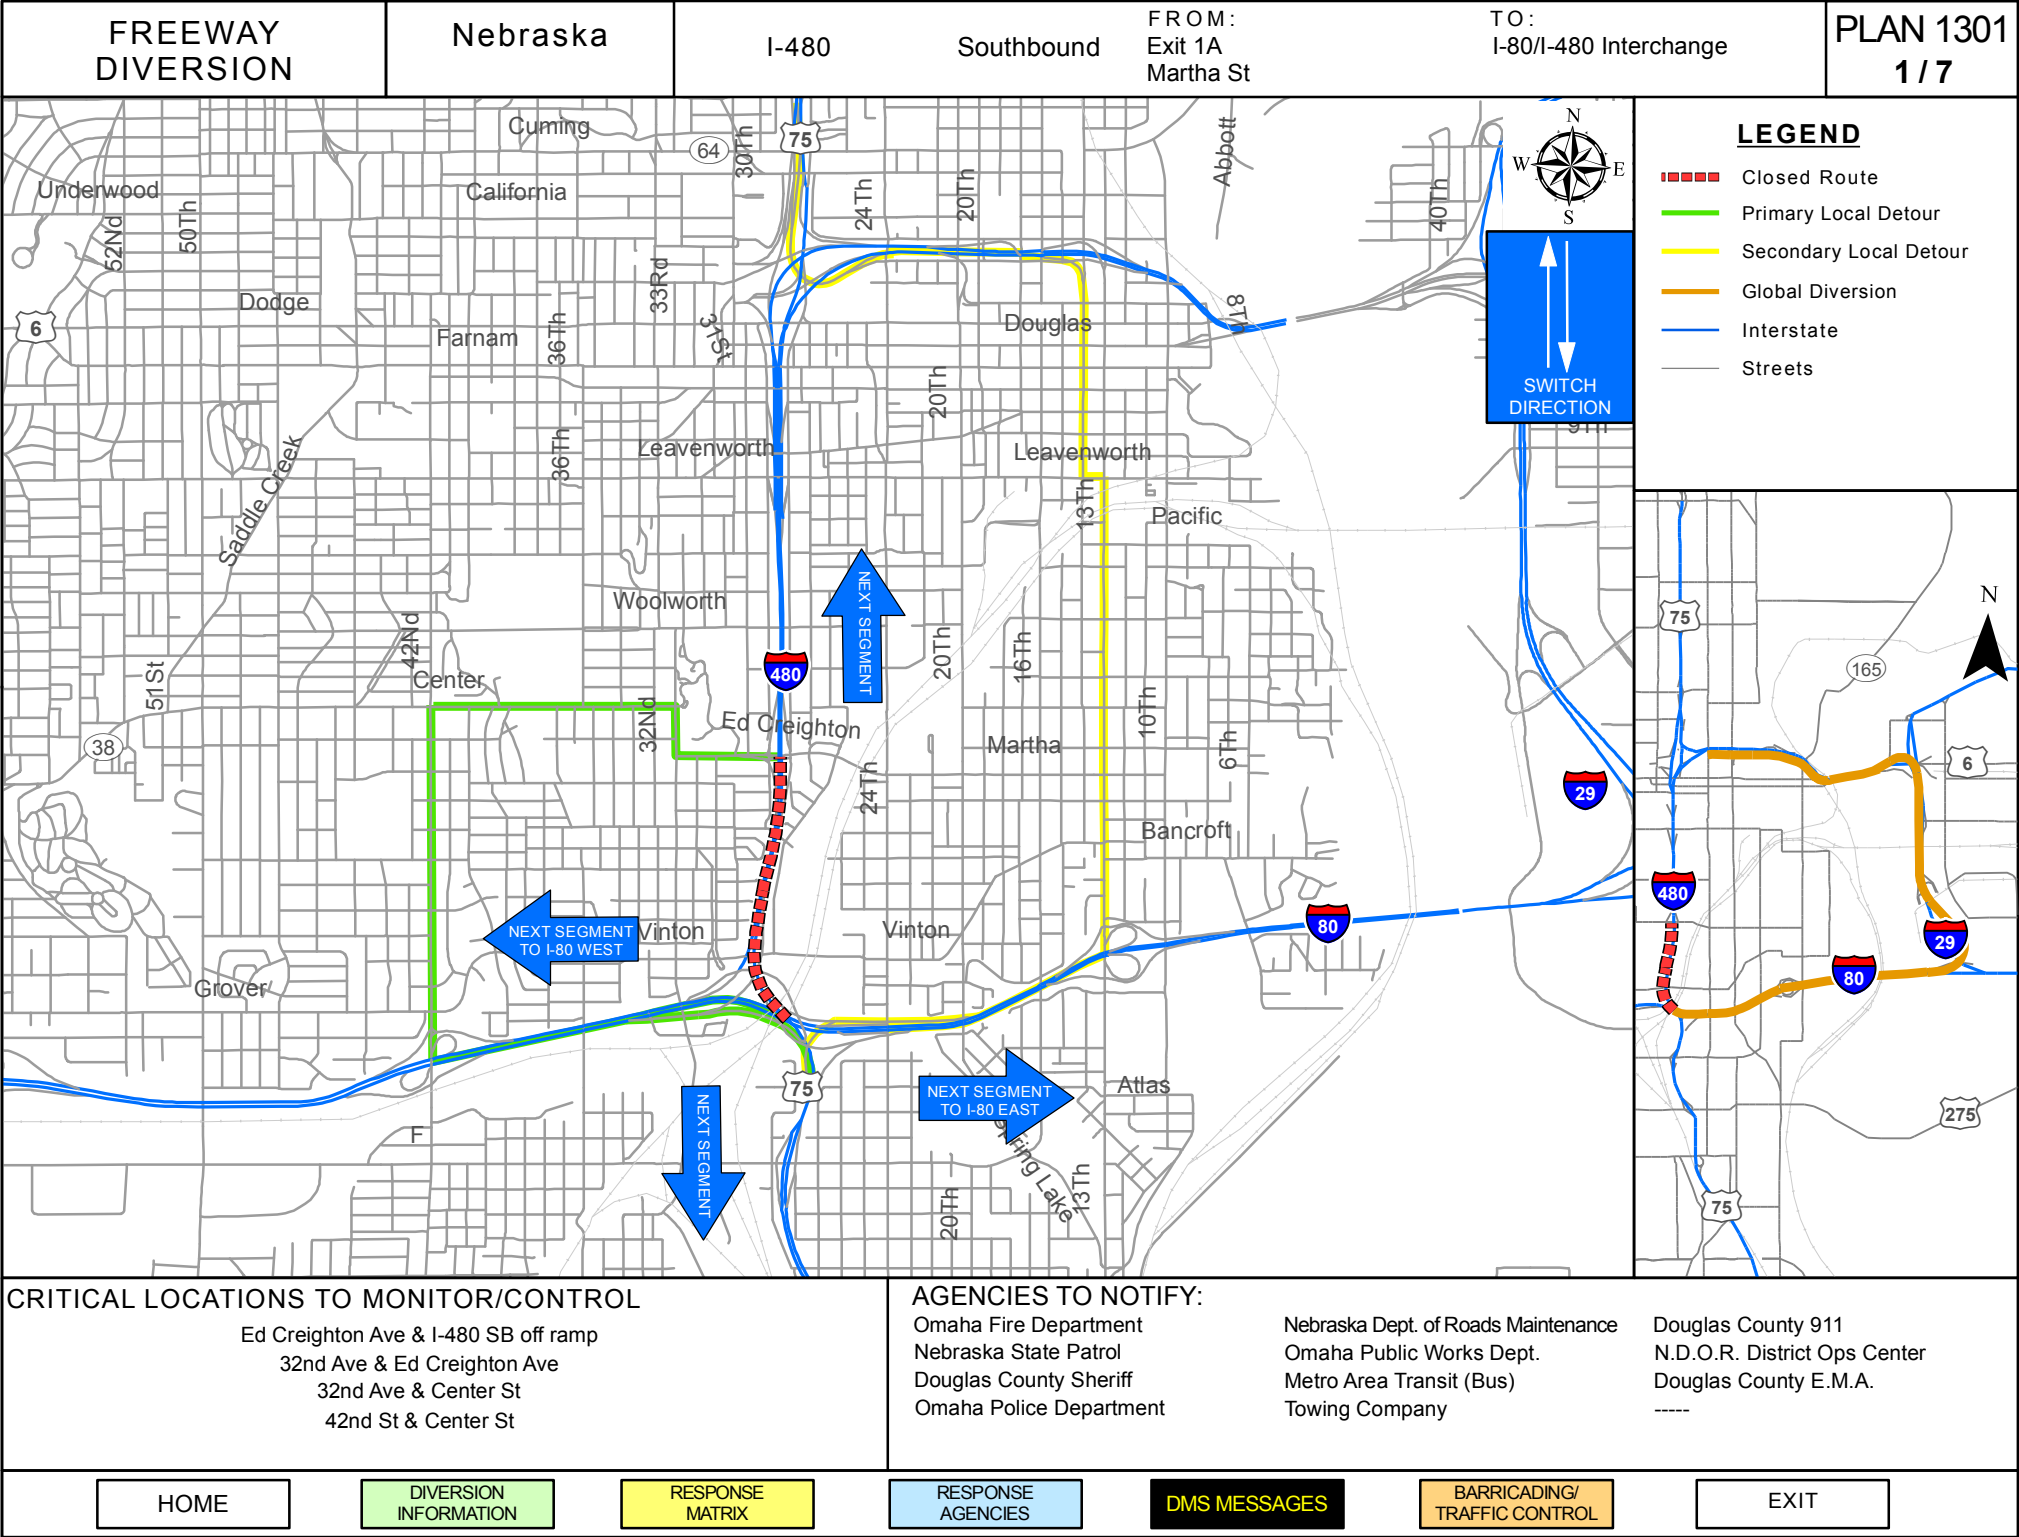 FREEWAY
DIVERSION
Nebraska
I-480
Southbound
FROM:
Exit 1A
Martha St
TO:
I-80/I-480 Interchange
PLAN 1301
1 / 7
Cuming
64
30Th
75
Abbott
N
W
E
S
Underwood
California
24Th
20Th
40Th
52Nd
50Th
33Rd
Dodge
6
Farnam
36Th
31St
Douglas
8Th
SWITCH
DIRECTION
9Th
20Th
Leavenworth
Leavenworth
36Th
Saddle Creek
13Th
Pacific
NEXT SEGMENT
Woolworth
42Nd
20Th
16Th
480
Center
51St
32Nd
Ed Creighton
10Th
38
Martha
6Th
24Th
29
Bancroft
NEXT SEGMENT
TO I-80 WEST
Vinton
Vinton
80
Grover
75
NEXT SEGMENT
TO I-80 EAST
Atlas
NEXT SEGMENT
F
Spring Lake
13Th
20Th
LEGEND
Closed Route
Primary Local Detour
Secondary Local Detour
Global Diversion
Interstate
Streets
75
N
165
6
480
29
80
275
75
CRITICAL LOCATIONS TO MONITOR/CONTROL
Ed Creighton Ave & I-480 SB off ramp
32nd Ave & Ed Creighton Ave
32nd Ave & Center St
42nd St & Center St
AGENCIES TO NOTIFY:
Omaha Fire Department
Nebraska State Patrol
Douglas County Sheriff
Omaha Police Department
Nebraska Dept. of Roads Maintenance
Omaha Public Works Dept.
Metro Area Transit (Bus)
Towing Company
Douglas County 911
N.D.O.R. District Ops Center
Douglas County E.M.A.
-----
HOME
DIVERSION
INFORMATION
RESPONSE
MATRIX
RESPONSE
AGENCIES
DMS MESSAGES
BARRICADING/
TRAFFIC CONTROL
EXIT